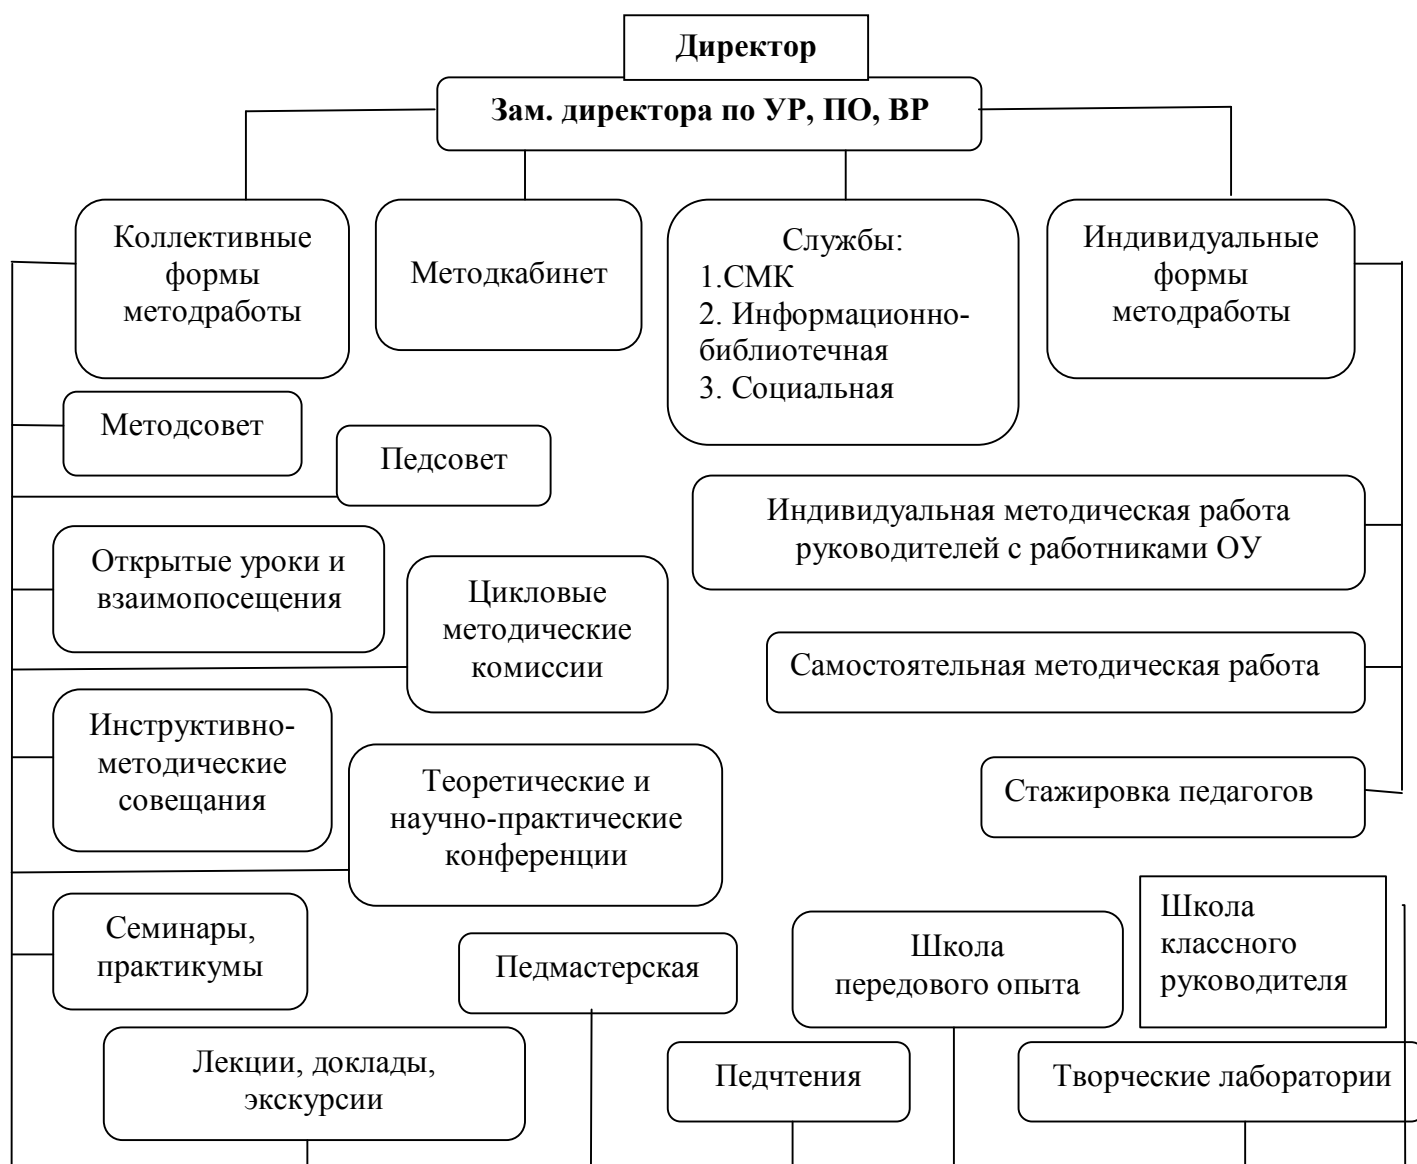 Директор
Зам. директора по УР, ПО, ВР
Коллективные
формы
методработы
Методкабинет
Службы:
1.СМК
2. Информационно-
библиотечная
3. Социальная
Индивидуальные
формы
методработы
Методсовет
Педсовет
Индивидуальная методическая работа
руководителей с работниками ОУ
Открытые уроки и
взаимопосещения
Цикловые
методические
комиссии
Самостоятельная методическая работа
Инструктивно-
методические
совещания
Теоретические и
научно-практические
конференции
Стажировка педагогов
Семинары,
практикумы
Педмастерская
Школа
передового опыта
Школа
классного
руководителя
Лекции, доклады,
экскурсии
Педчтения
Творческие лаборатории